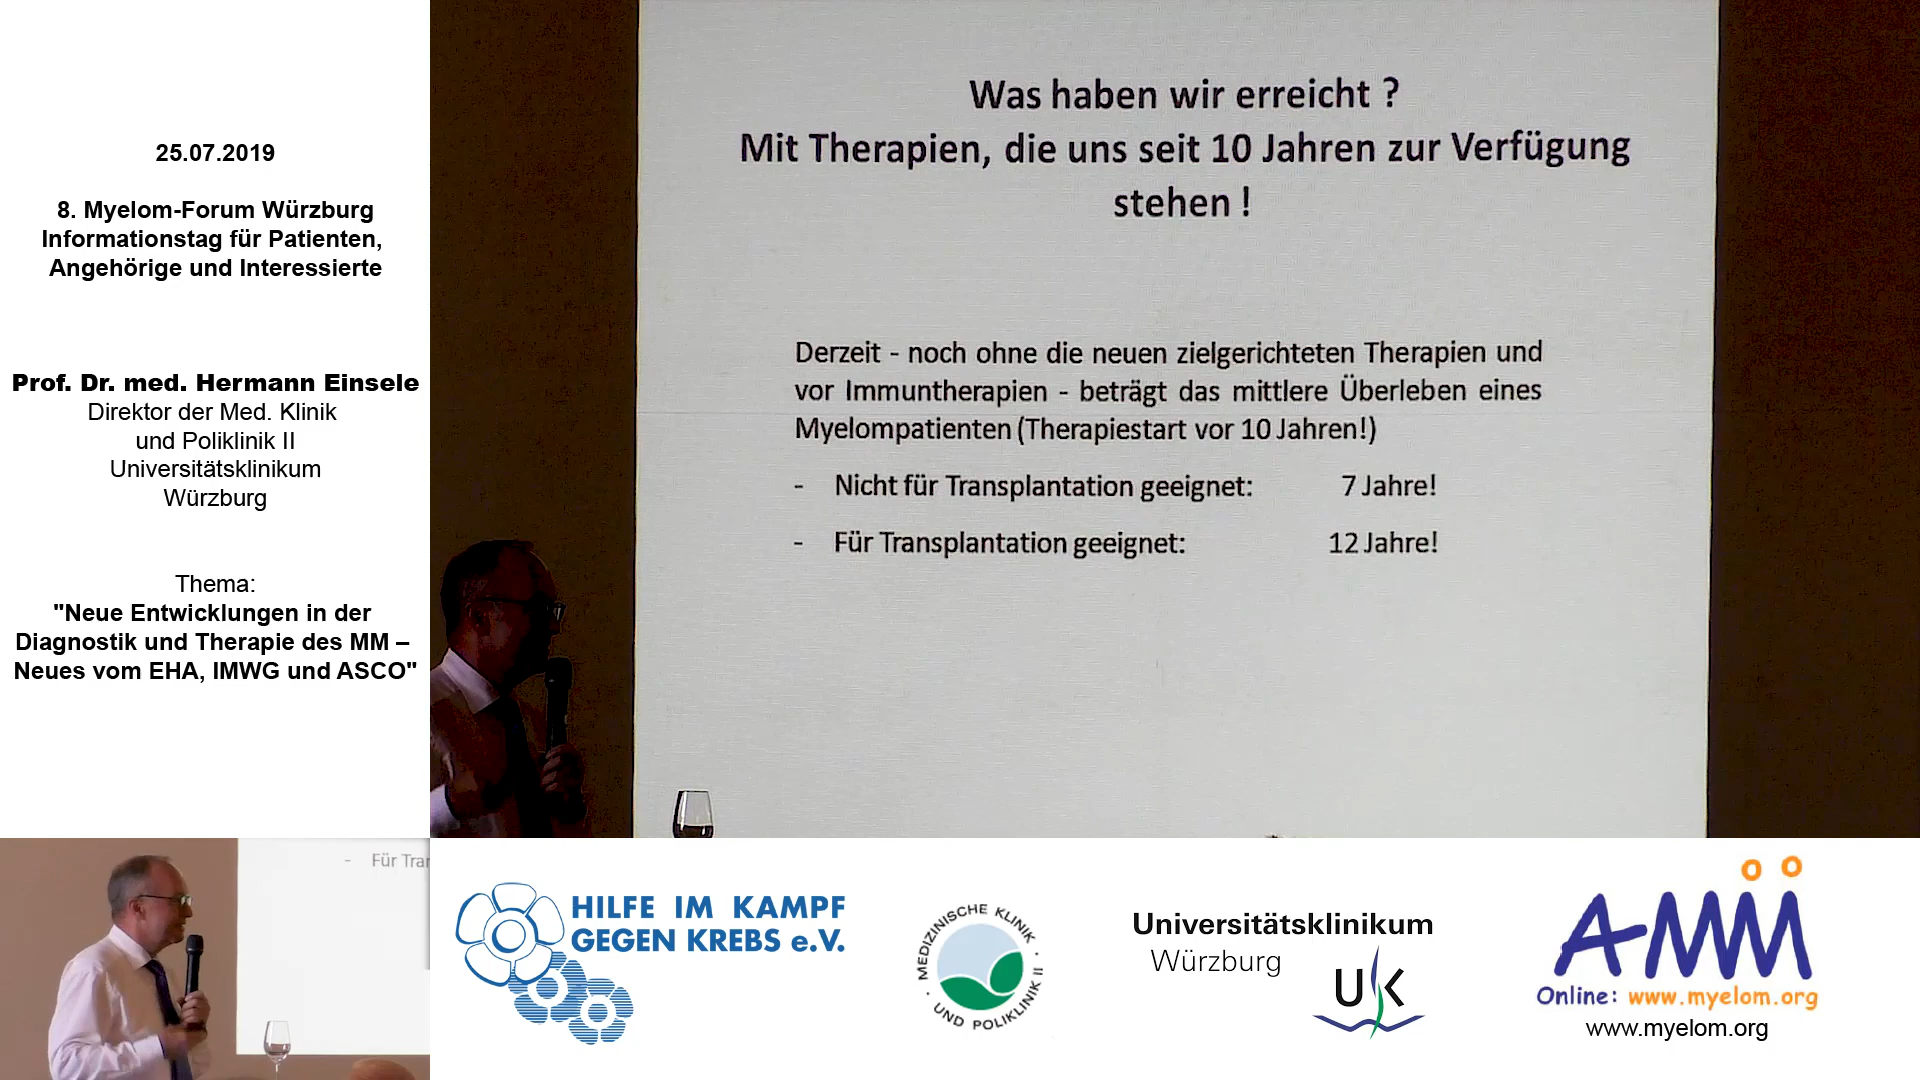 25.07.2019
8. Myelom-Forum Würzburg
Informationstag für Patienten,
Angehörige und Interessierte
Prof. Dr. med. Hermann Einsele
Direktor der Med. Klinik
und Poliklinik II
Universitätsklinikum
Würzburg
Thema:
"Neue Entwicklungen in der
Diagnostik und Therapie des MM –
Neues vom EHA, IMWG und ASCO"
Was haben wir erreicht ?
Mit Therapien, die uns seit 10 Jahren zur Verfügung
stehen !
Derzeit - noch ohne die neuen zielgerichteten Therapien und
vor Immuntherapien - beträgt das mittlere Überleben eines
Myelompatienten (Therapiestart vor 10 Jahren!)
- Nicht für Transplantation geeignet: 7 Jahre!
- Für Transplantation geeignet: 12 Jahre!
- Für Tran
HILFE IM KAMPF
GEGEN KREBS e.V.
MEDIZINISCHE KLINIK
UND POLIKLINIK II
Universitätsklinikum
Würzburg
UK
AMM
Online: www.myelom.org
www.myelom.org